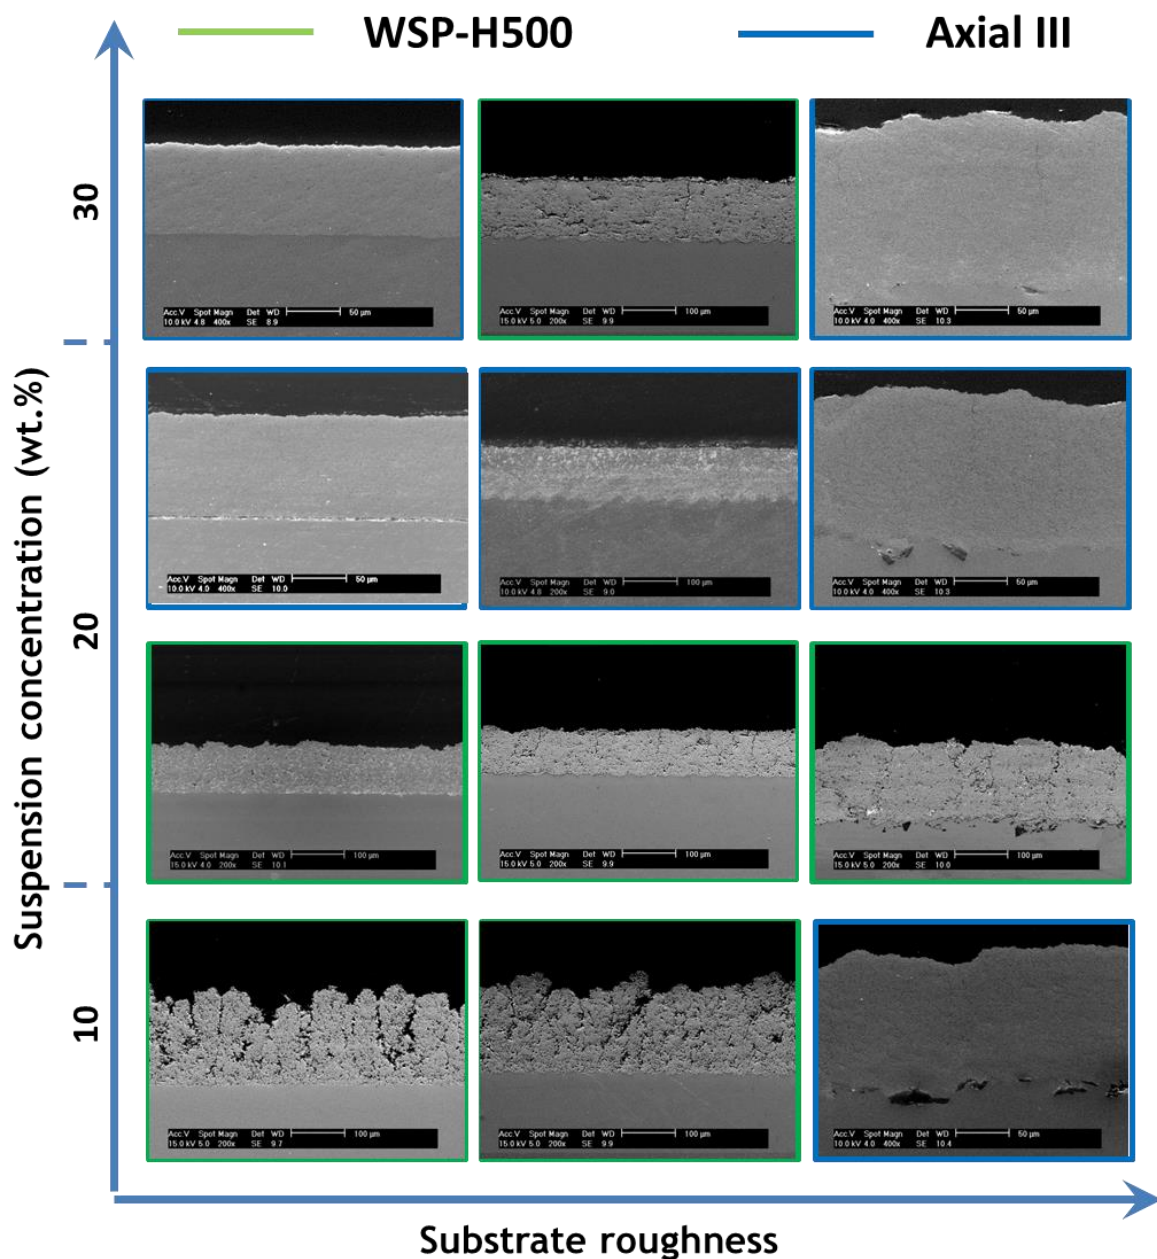 WSP-H500 Axial III
Suspension concentration (wt.%)
30
Acc.V Spot Magn Det WD 50 µm
10.0 kV 4.8 400x SE 8.9
Acc.V Spot Magn Det WD 100 µm
15.0 kV 5.0 200x SE 9.9
Acc.V Spot Magn Det WD 50 µm
10.0 kV 4.0 400x SE 10.3
20
Acc.V Spot Magn Det WD 50 µm
10.0 kV 4.0 400x SE 10.0
Acc.V Spot Magn Det WD 100 µm
10.0 kV 4.8 200x SE 9.0
Acc.V Spot Magn Det WD 50 µm
10.0 kV 4.0 400x SE 10.3
Acc.V Spot Magn Det WD 100 µm
15.0 kV 4.0 200x SE 10.1
Acc.V Spot Magn Det WD 100 µm
15.0 kV 5.0 200x SE 9.9
Acc.V Spot Magn Det WD 100 µm
15.0 kV 5.0 200x SE 10.0
10
Acc.V Spot Magn Det WD 100 µm
15.0 kV 5.0 200x SE 9.7
Acc.V Spot Magn Det WD 100 µm
15.0 kV 5.0 200x SE 9.9
Acc.V Spot Magn Det WD 50 µm
10.0 kV 4.0 400x SE 10.4
Substrate roughness